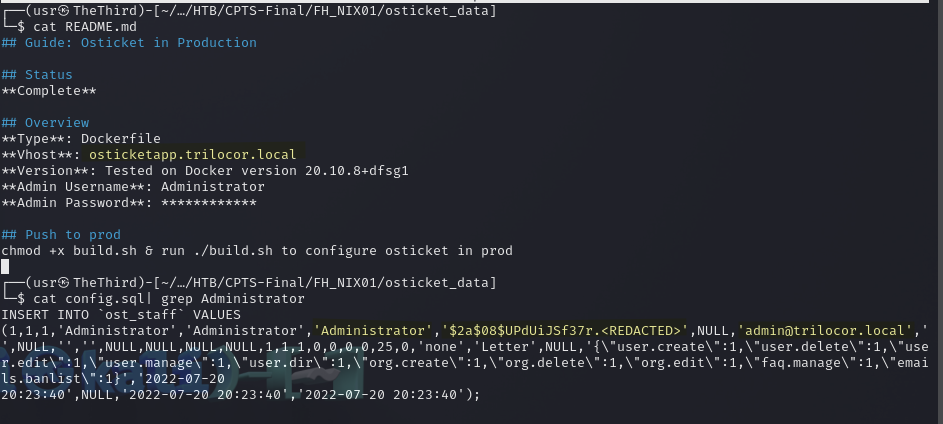 ┌──(usr㉿TheThird)-[~/…/HTB/CPTS-Final/FH_NIX01/osticket_data]
└─$ cat README.md
## Guide: Osticket in Production
## Status
**Complete**
## Overview
**Type**: Dockerfile
**Vhost**: osticketapp.trilocor.local
**Version**: Tested on Docker version 20.10.8+dfsg1
**Admin Username**: Administrator
**Admin Password**: ************
## Push to prod
chmod +x build.sh & run ./build.sh to configure osticket in prod
┌──(usr㉿TheThird)-[~/…/HTB/CPTS-Final/FH_NIX01/osticket_data]
└─$ cat config.sql| grep Administrator
INSERT INTO `ost_staff` VALUES
(1,1,1,'Administrator','Administrator','Administrator','$2a$08$UPdUiJSf37r.<REDACTED>',NULL,'admin@trilocor.local','
',NULL,'','',NULL,NULL,NULL,NULL,1,1,1,0,0,0,0,25,0,'none','Letter',NULL,'{\"user.create\":1,\"user.delete\":1,\"use
r.edit\":1,\"user.manage\":1,\"user.dir\":1,\"org.create\":1,\"org.delete\":1,\"org.edit\":1,\"faq.manage\":1,\"emai
ls.banlist\":1}','2022-07-20
20:23:40',NULL,'2022-07-20 20:23:40','2022-07-20 20:23:40');